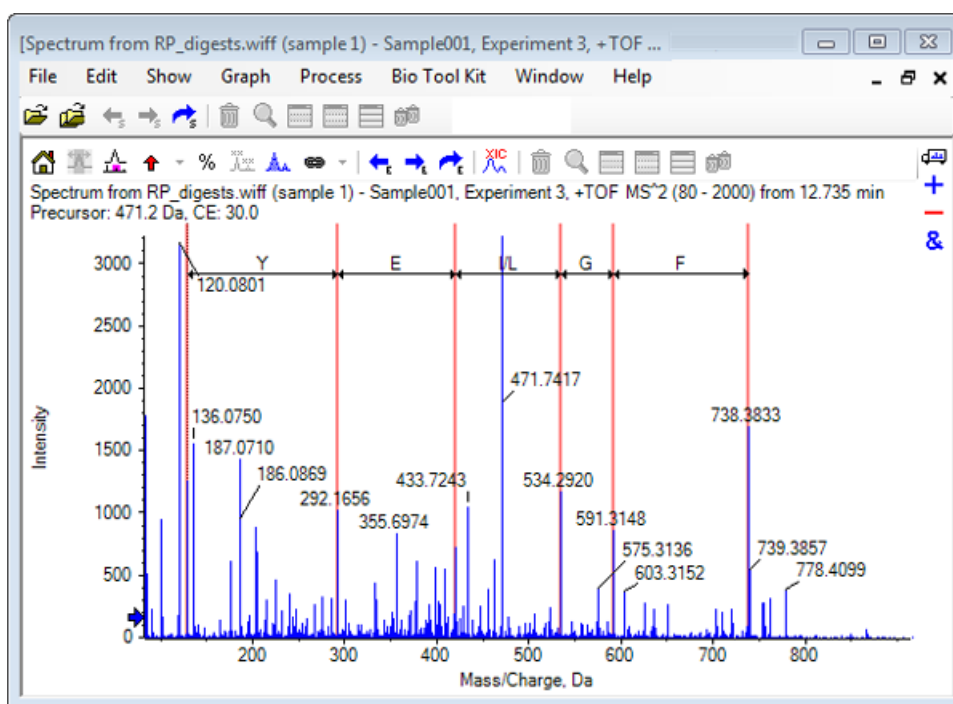 [Spectrum from RP_digests.wiff (sample 1) - Sample001, Experiment 3, +TOF ...
File Edit Show Graph Process Bio Tool Kit Window Help
%
XIC
Spectrum from RP_digests.wiff (sample 1) - Sample001, Experiment 3, +TOF MS^2 (80 - 2000) from 12.735 min
Precursor: 471.2 Da, CE: 30.0
&
Y E I/L G F
3000
120.0801
2500
2000
471.7417
738.3833
136.0750
1500
187.0710
186.0869
433.7243
534.2920
292.1656
1000
355.6974
591.3148
575.3136
739.3857
603.3152
778.4099
500
0
200 300 400 500 600 700 800
Mass/Charge, Da
Intensity